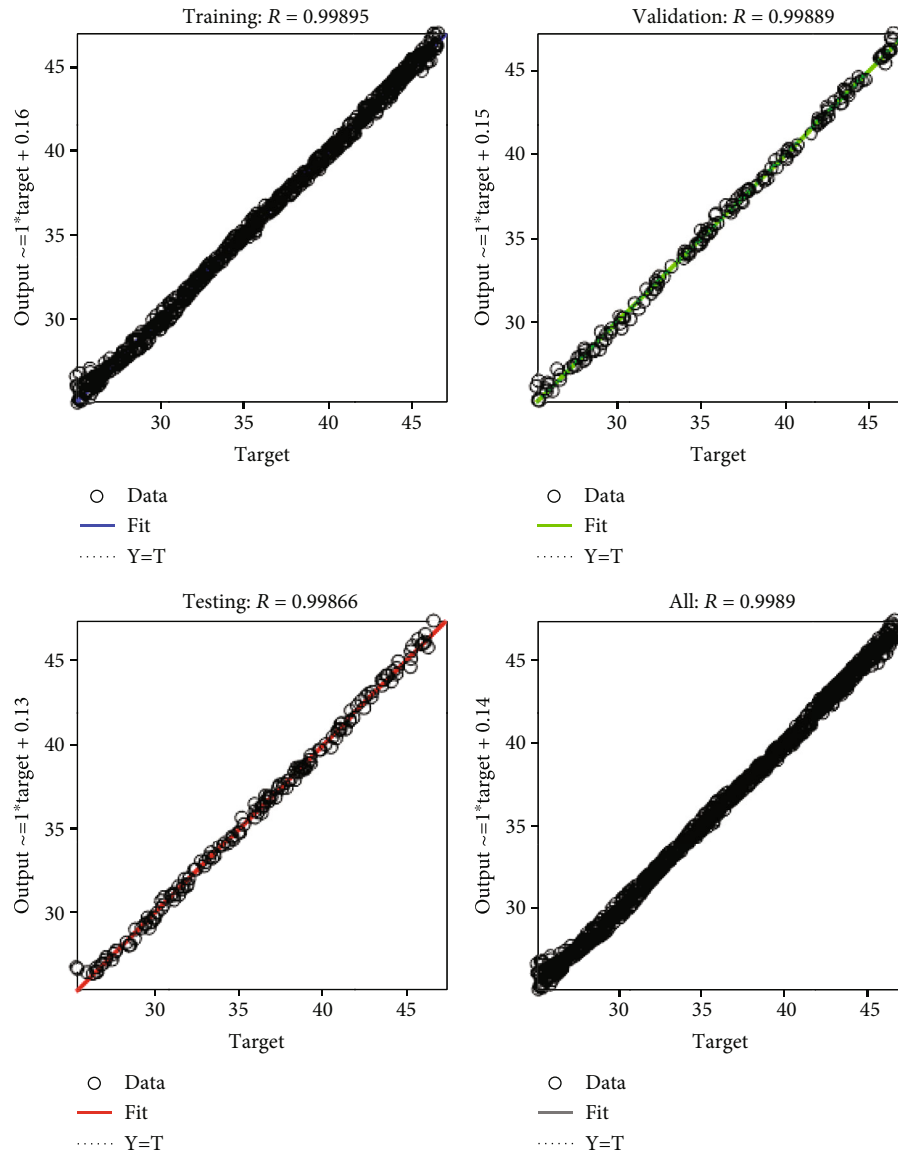 Training: R = 0.99895
Output ~=1*target + 0.16
45
40
35
30
30 35 40 45
Target
Data
Fit
Y=T
Validation: R = 0.99889
Output ~=1*target + 0.15
45
40
35
30
30 35 40 45
Target
Data
Fit
Y=T
Testing: R = 0.99866
Output ~=1*target + 0.13
45
40
35
30
30 35 40 45
Target
Data
Fit
Y=T
All: R = 0.9989
Output ~=1*target + 0.14
45
40
35
30
30 35 40 45
Target
Data
Fit
Y=T